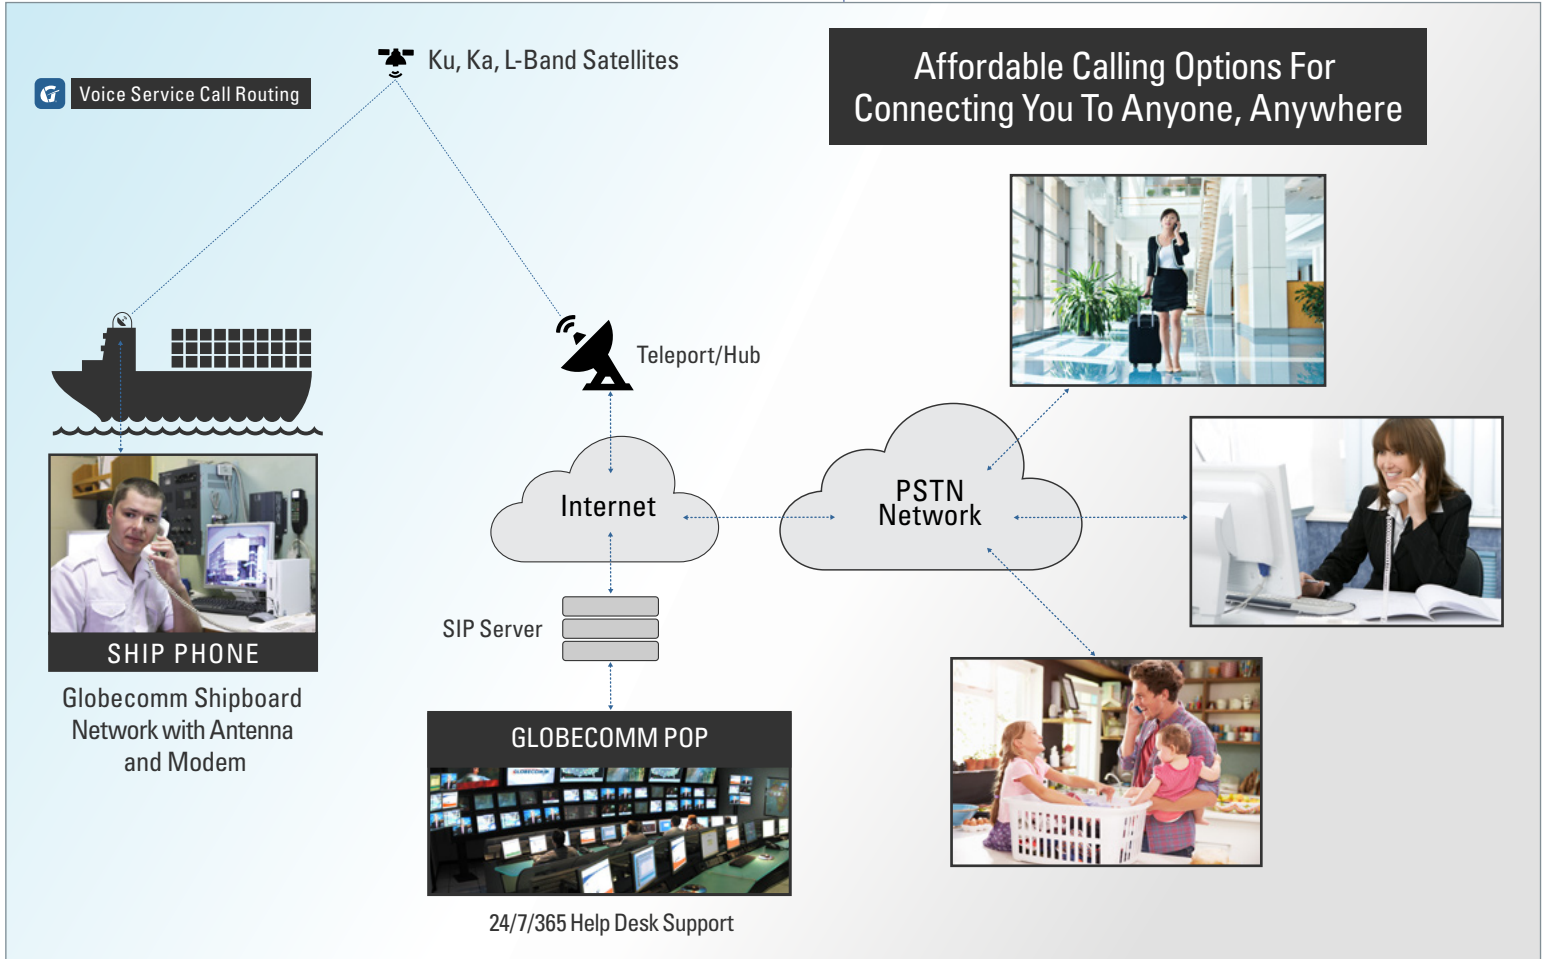 Ku, Ka, L-Band Satellites
Voice Service Call Routing
Affordable Calling Options For
Connecting You To Anyone, Anywhere
Teleport/Hub
Internet
PSTN
Network
SIP Server
SHIP PHONE
Globecomm Shipboard
Network with Antenna
and Modem
GLOBECOMM POP
GLOBECOMM
24/7/365 Help Desk Support